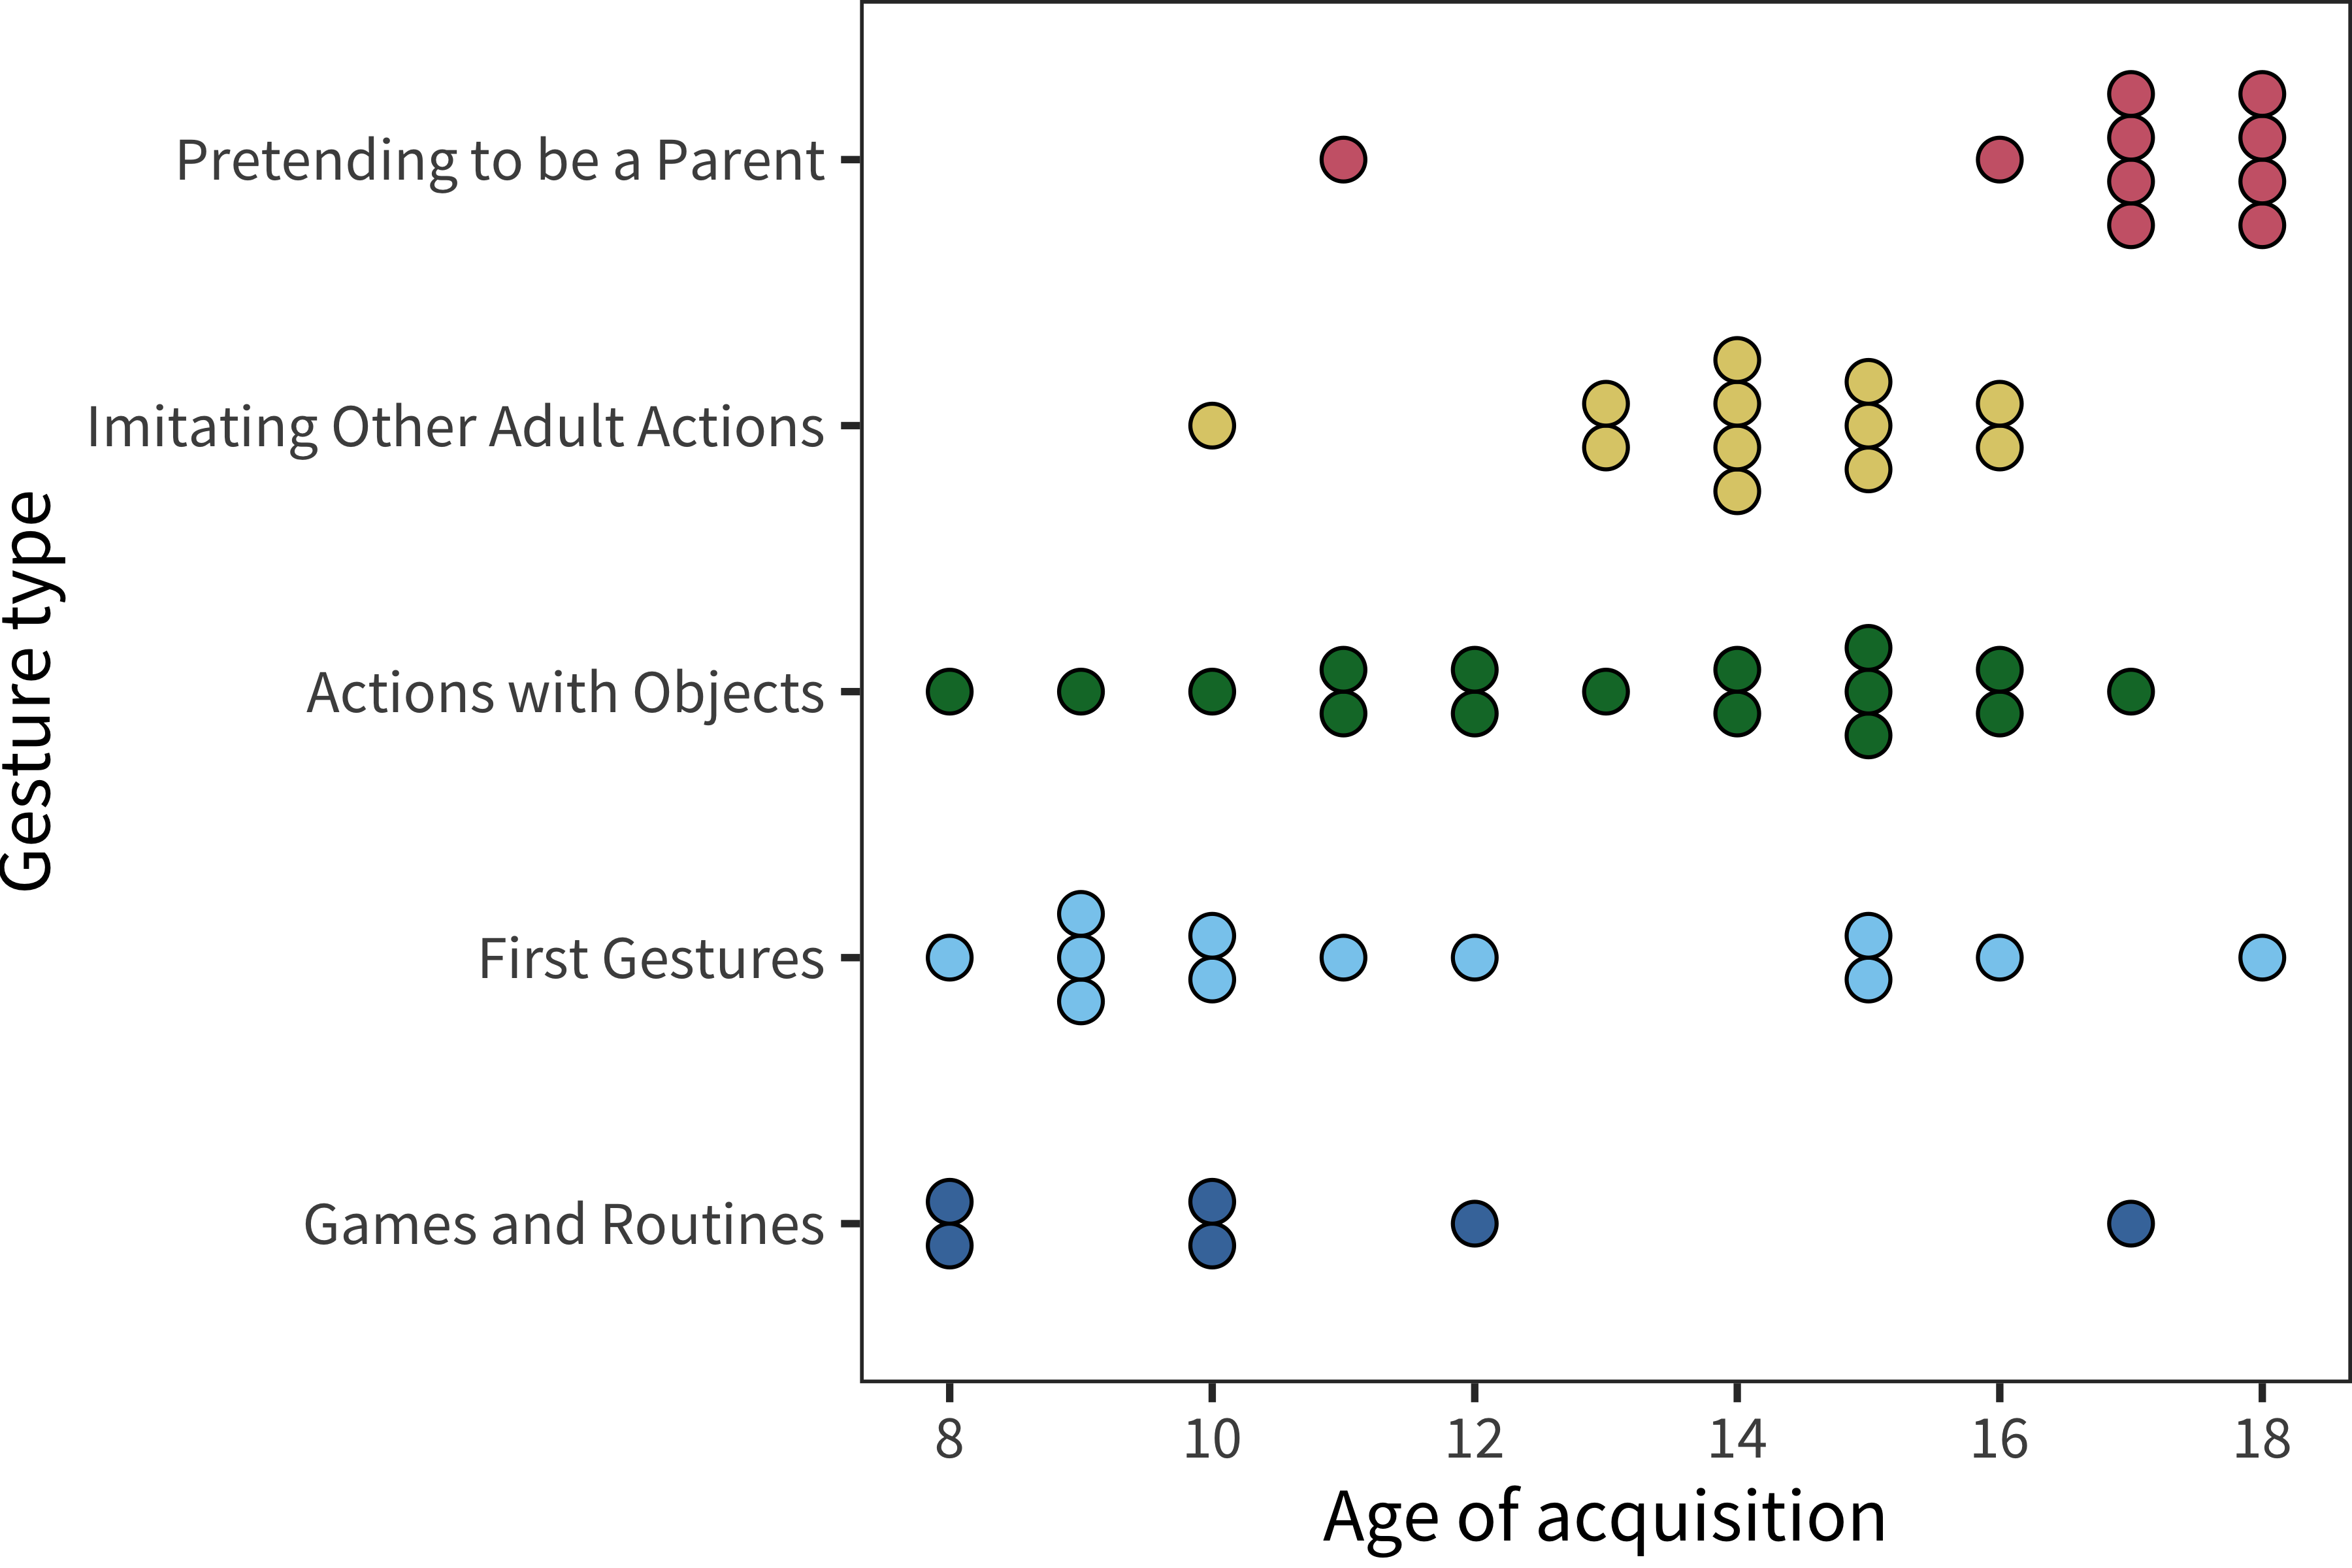 Gesture type
Pretending to be a Parent
Imitating Other Adult Actions
Actions with Objects
First Gestures
Games and Routines
8 10 12 14 16 18
Age of acquisition